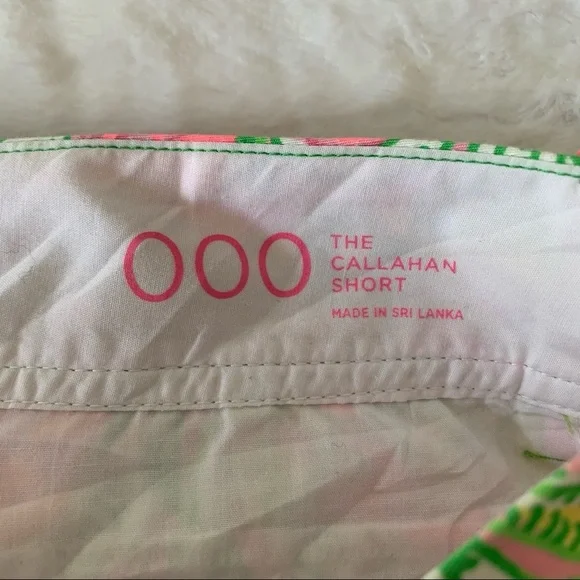 000
THE
CALLAHAN
SHORT
MADE IN SRI LANKA